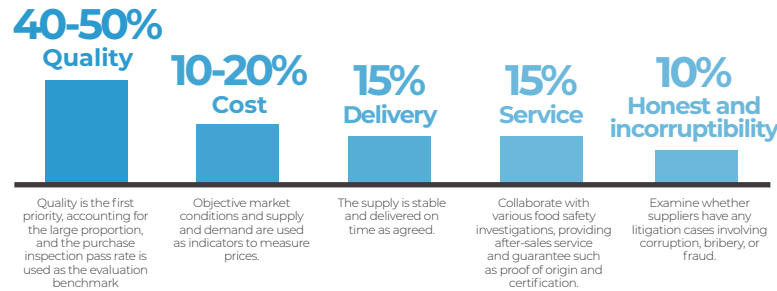 40-50%
Quality
10-20%
Cost
15%
Delivery
15%
Service
10%
Honest and
incorruptibility
Quality is the first
priority, accounting for
the large proportion,
and the purchase
inspection pass rate is
used as the evaluation
benchmark
Objective market
conditions and supply
and demand are used
as indicators to measure
prices.
The supply is stable
and delivered on
time as agreed.
Collaborate with
various food safety
investigations, providing
after-sales service
and guarantee such
as proof of origin and
certification.
Examine whether
suppliers have any
litigation cases involving
corruption, bribery, or
fraud.